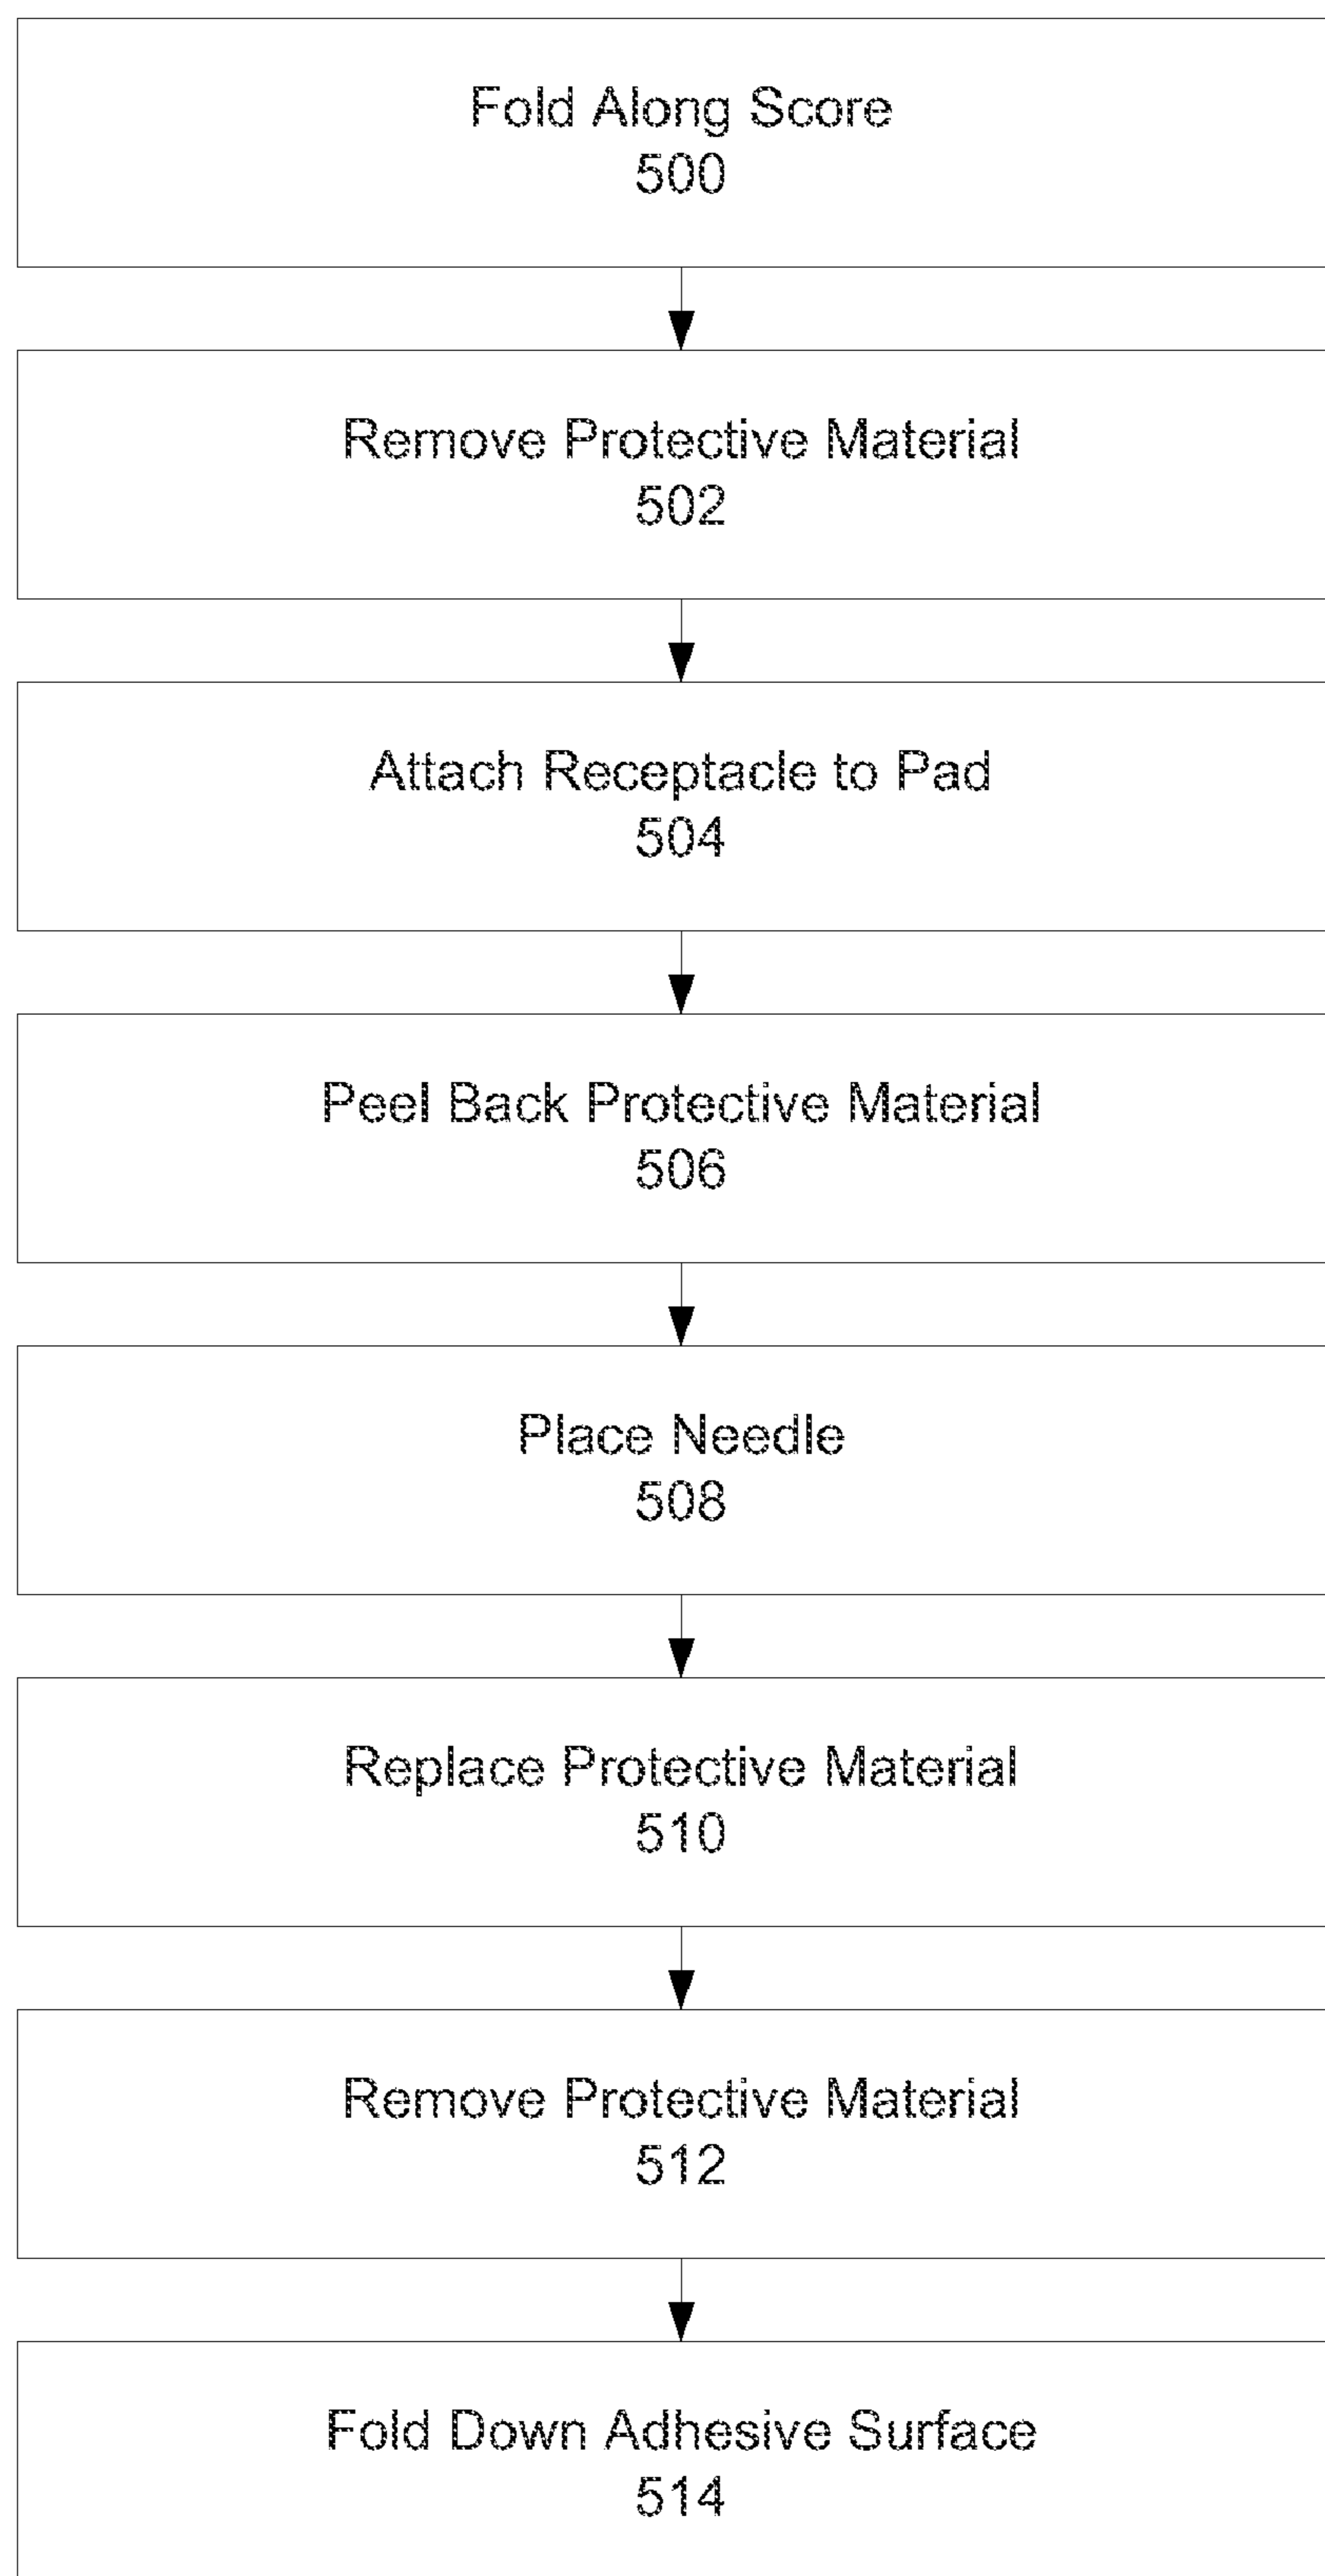 Fold Along Score
500
Remove Protective Material
502
Attach Receptacle to Pad
504
Peel Back Protective Material
506
Place Needle
508
Replace Protective Material
510
Remove Protective Material
512
Fold Down Adhesive Surface
514